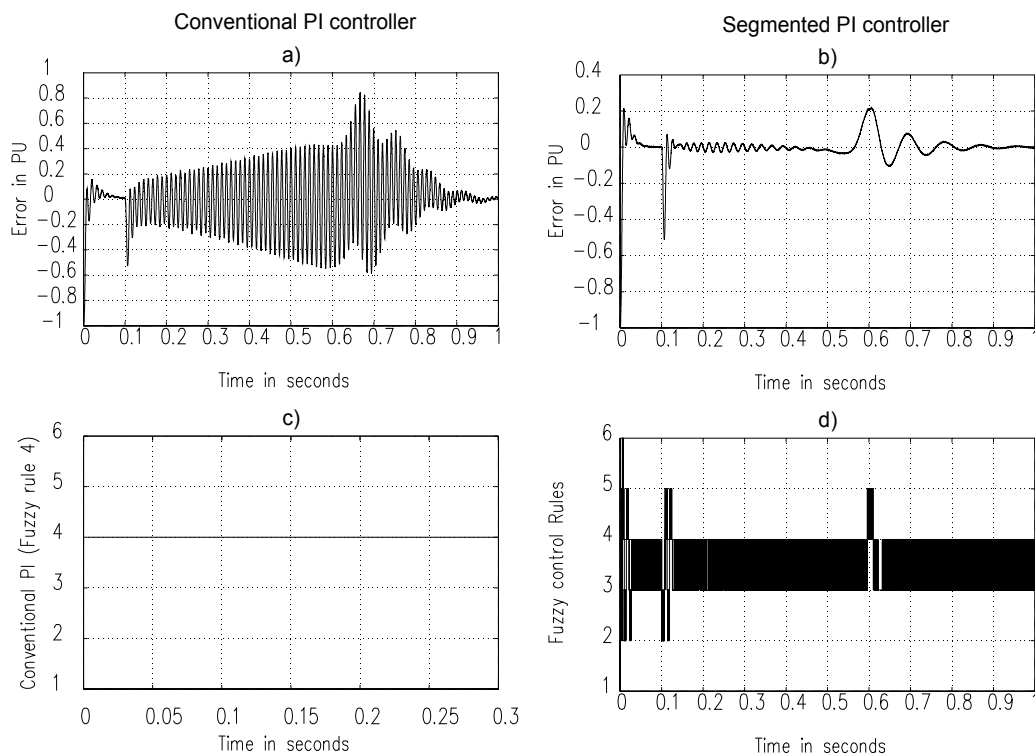 Conventional PI controller
Segmented PI controller
a)
1
0.8
0.6
0.4
0.2
0
−0.2
−0.4
−0.6
−0.8
−1
Error in PU
0 0.1 0.2 0.3 0.4 0.5 0.6 0.7 0.8 0.9 1
Time in seconds
b)
0.4
0.2
0
−0.2
−0.4
−0.6
−0.8
−1
Error in PU
0 0.1 0.2 0.3 0.4 0.5 0.6 0.7 0.8 0.9 1
Time in seconds
c)
6
5
4
3
2
1
Conventional PI (Fuzzy rule 4)
0 0.05 0.1 0.15 0.2 0.25 0.3
Time in seconds
d)
6
5
4
3
2
1
Fuzzy control Rules
0 0.1 0.2 0.3 0.4 0.5 0.6 0.7 0.8 0.9 1
Time in seconds